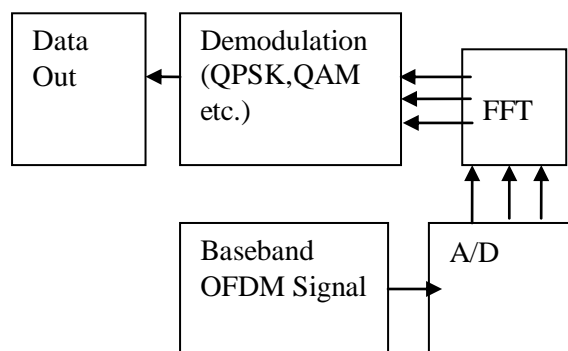 Data
Out
Demodulation
(QPSK,QAM
etc.)
FFT
Baseband
OFDM Signal
A/D